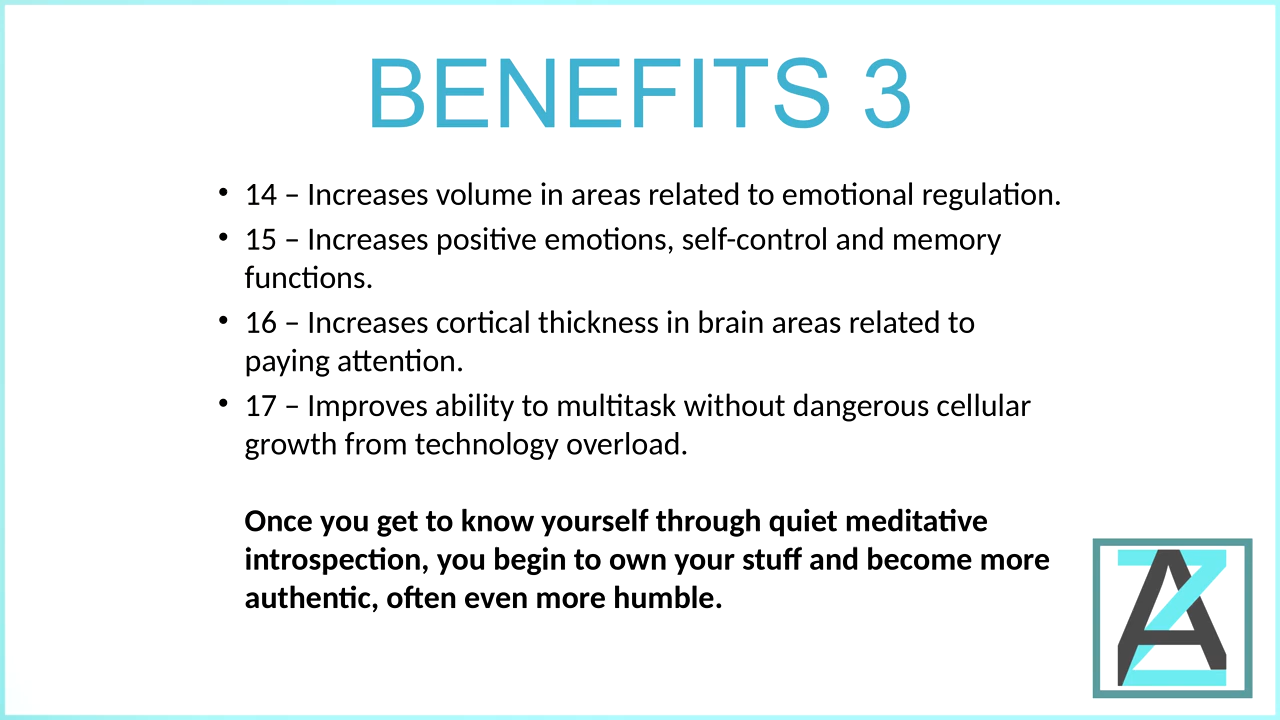 BENEFITS 3
• 14 – Increases volume in areas related to emotional regulation.
• 15 – Increases positive emotions, self-control and memory
functions.
• 16 – Increases cortical thickness in brain areas related to
paying attention.
• 17 – Improves ability to multitask without dangerous cellular
growth from technology overload.
Once you get to know yourself through quiet meditative
introspection, you begin to own your stuff and become more
authentic, often even more humble.
AZ